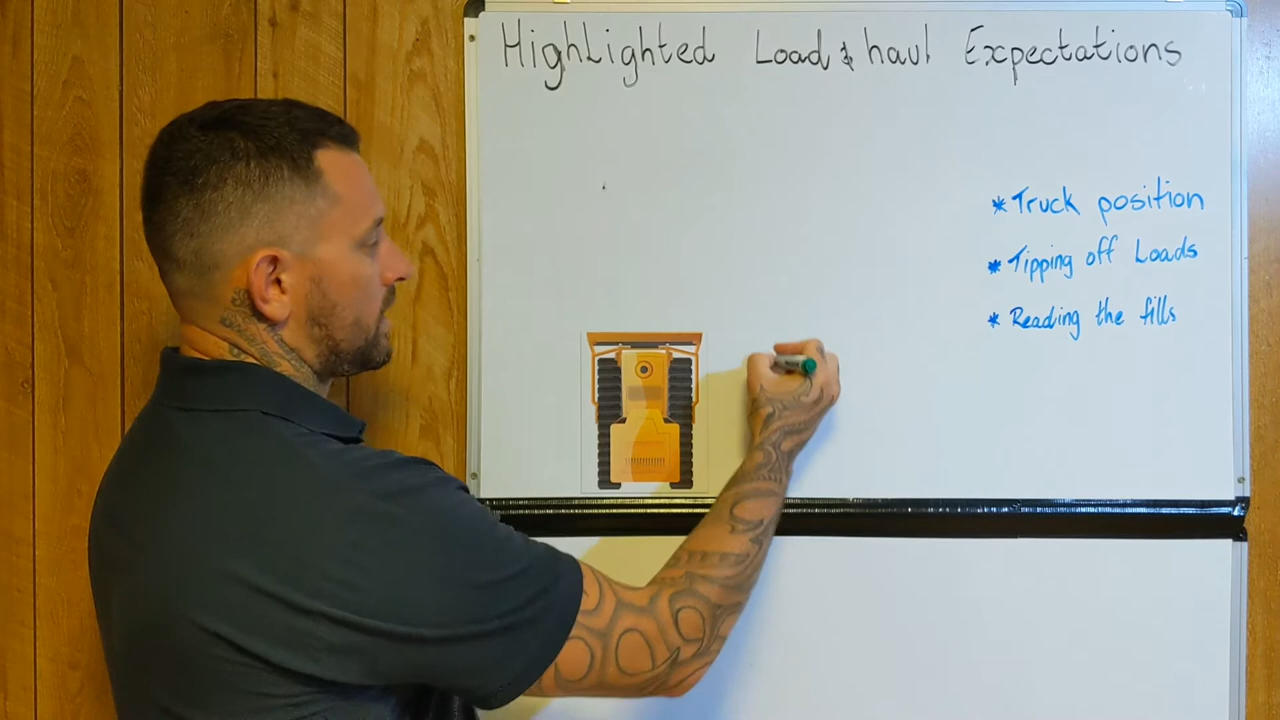 Highlighted Load & haul Expectations
* Truck position
* Tipping off Loads
* Reading the fills